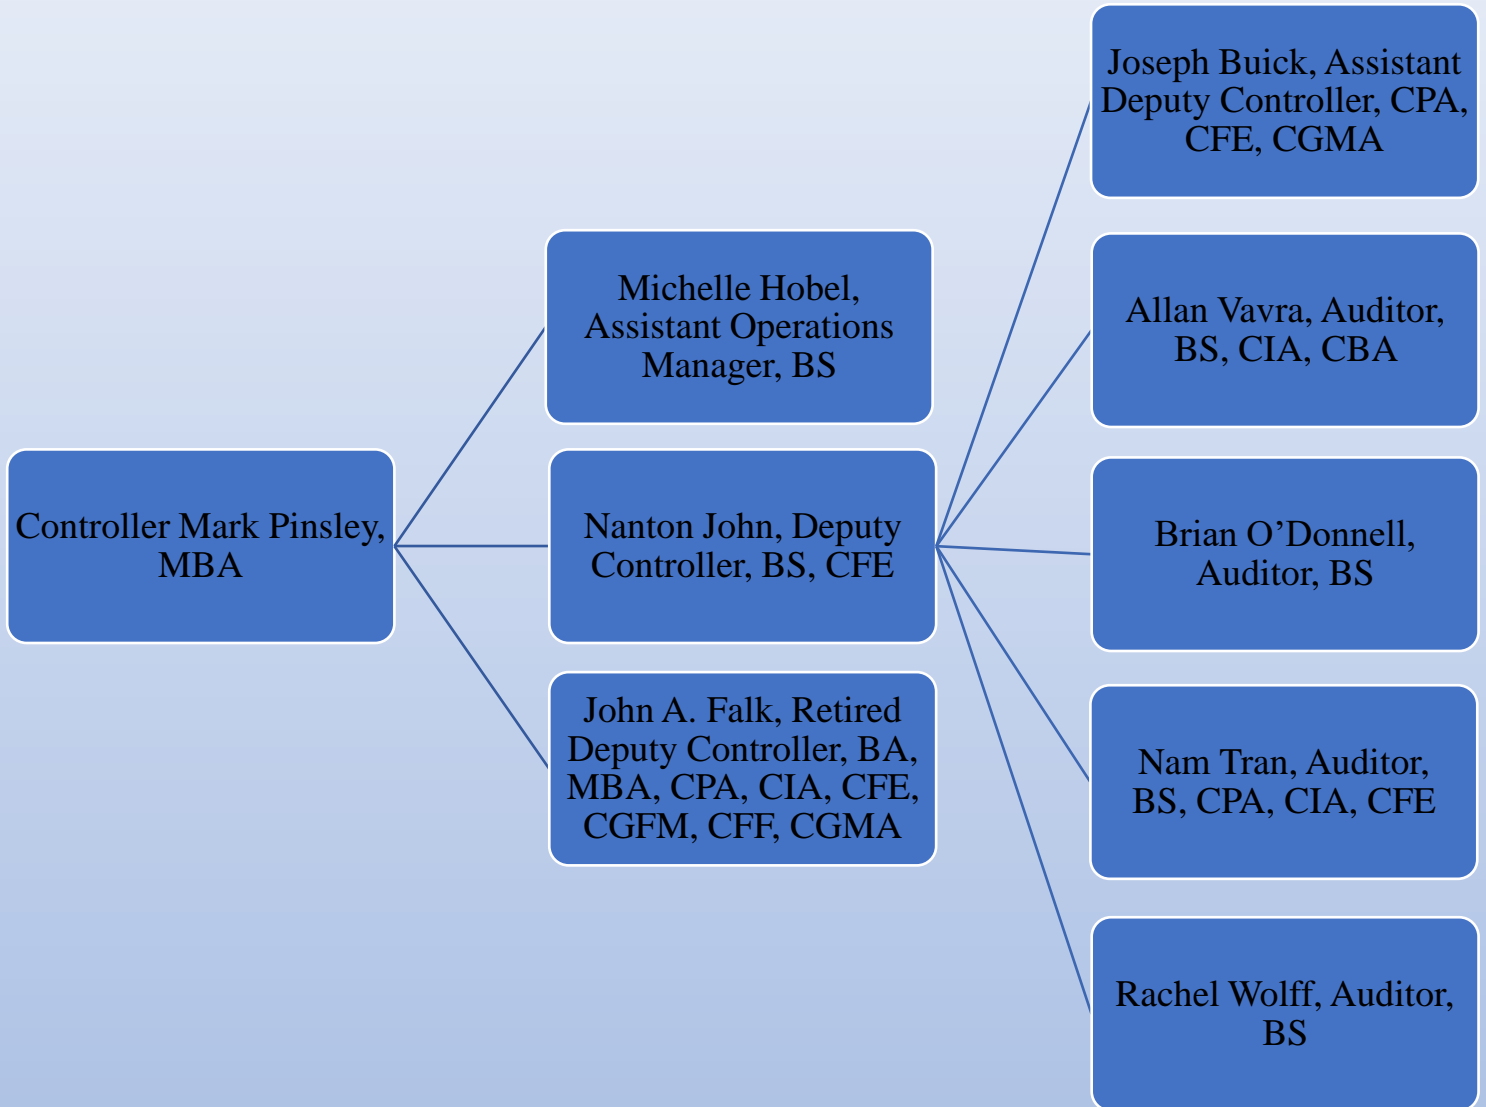 Controller Mark Pinsley,
MBA
Michelle Hobel,
Assistant Operations
Manager, BS
Nanton John, Deputy
Controller, BS, CFE
John A. Falk, Retired
Deputy Controller, BA,
MBA, CPA, CIA, CFE,
CGFM, CFF, CGMA
Joseph Buick, Assistant
Deputy Controller, CPA,
CFE, CGMA
Allan Vavra, Auditor,
BS, CIA, CBA
Brian O’Donnell,
Auditor, BS
Nam Tran, Auditor,
BS, CPA, CIA, CFE
Rachel Wolff, Auditor,
BS